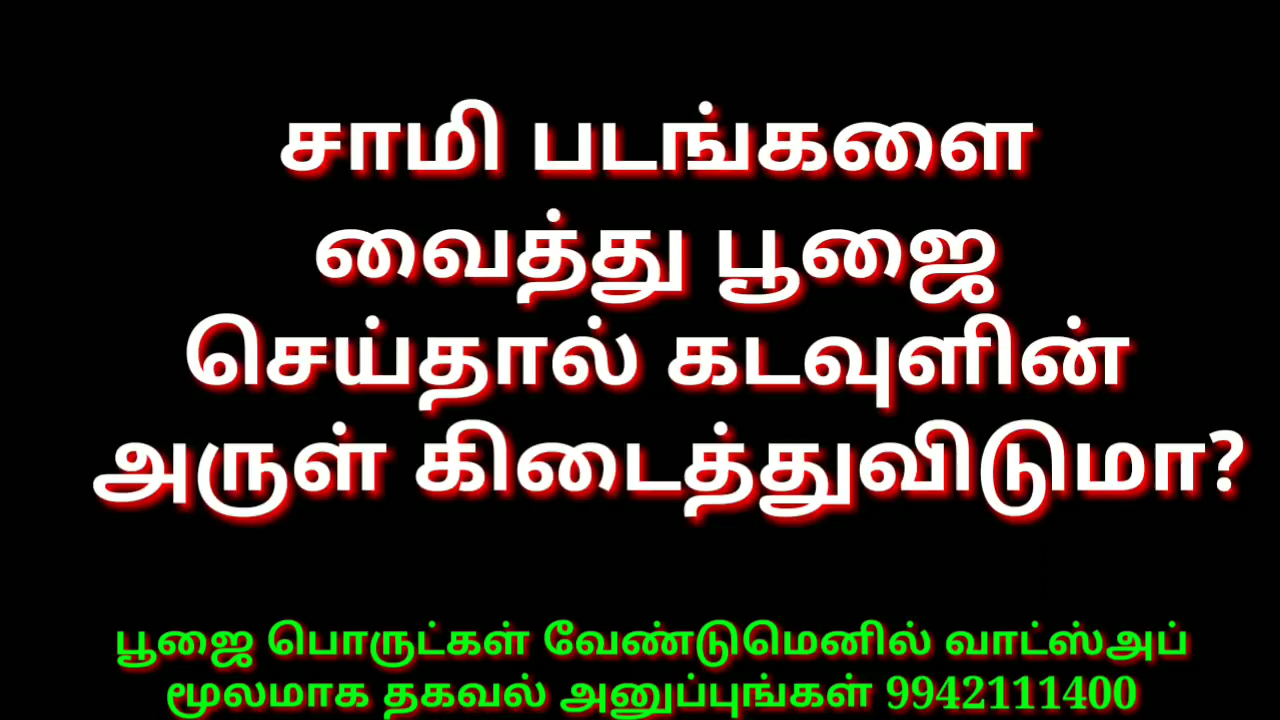 சாமி படங்களை
வைத்து பூஜை
செய்தால் கடவுளின்
அருள் கிடைத்துவிடுமா?
பூஜை பொருட்கள் வேண்டுமெனில் வாட்ஸ்அப்
மூலமாக தகவல் அனுப்புங்கள் 9942111400